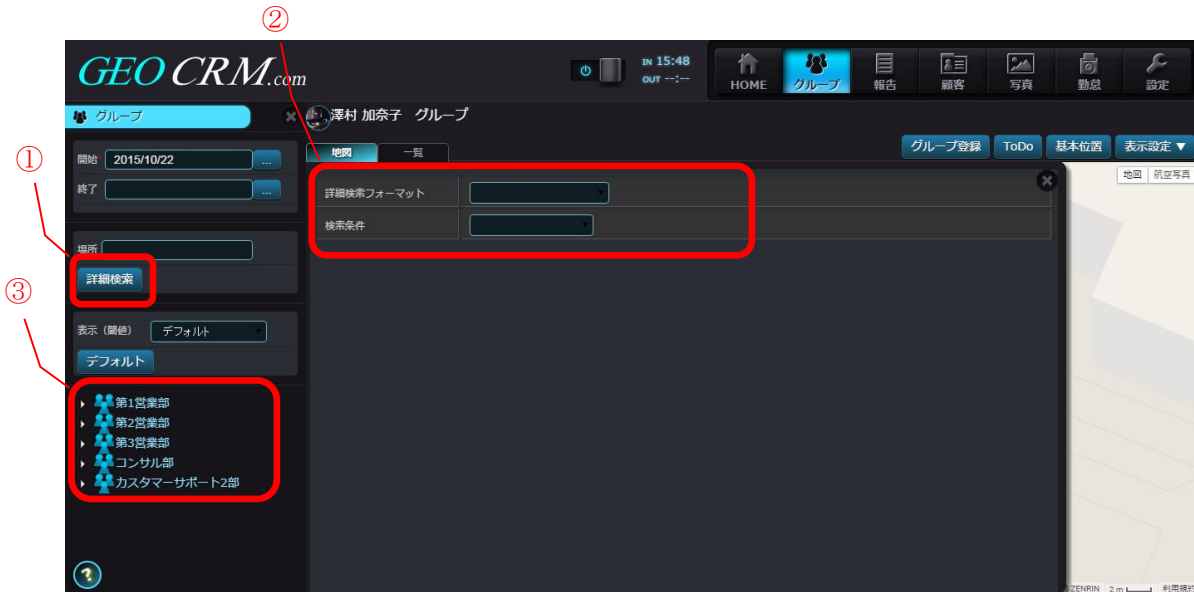 ②
GEO CRM.com
IN 15:48
OUT --:--
HOME
グループ
報告
顧客
写真
勤怠
設定
グループ
澤村 加奈子 グループ
①
開始* 2015/10/22 ...
終了 ...
地図
一覧
グループ登録
ToDo
基本位置
表示設定 ▼
地図
航空写真
詳細検索フォーマット
検索条件
場所
詳細検索
③
表示（閾値） デフォルト
デフォルト
第1営業部
第2営業部
第3営業部
コンサル部
カスタマーサポート2部
?
ZENRIN 2 m 利用規約